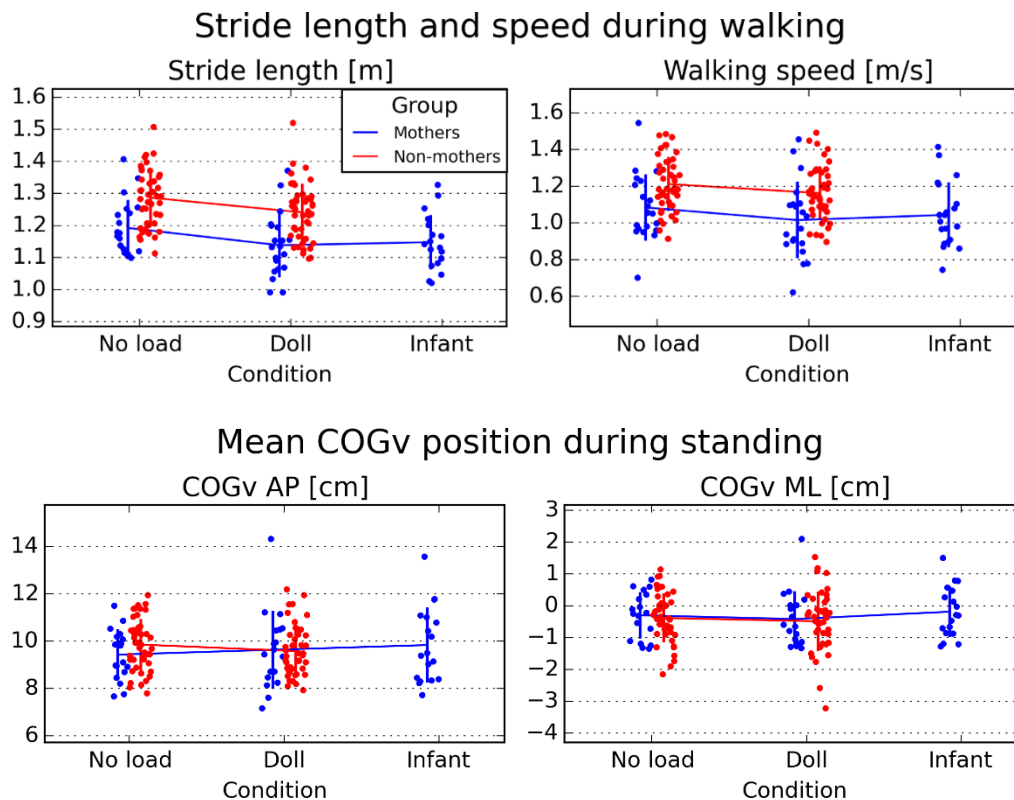 Stride length and speed during walking
Stride length [m]
Walking speed [m/s]
1.6
1.5
1.4
1.3
1.2
1.1
1.0
0.9
Group
Mothers
Non-mothers
No load
Doll
Infant
Condition
1.6
1.4
1.2
1.0
0.8
0.6
No load
Doll
Infant
Condition
Mean COGv position during standing
COGv AP [cm]
COGv ML [cm]
14
12
10
8
6
No load
Doll
Infant
Condition
3
2
1
0
−1
−2
−3
−4
No load
Doll
Infant
Condition